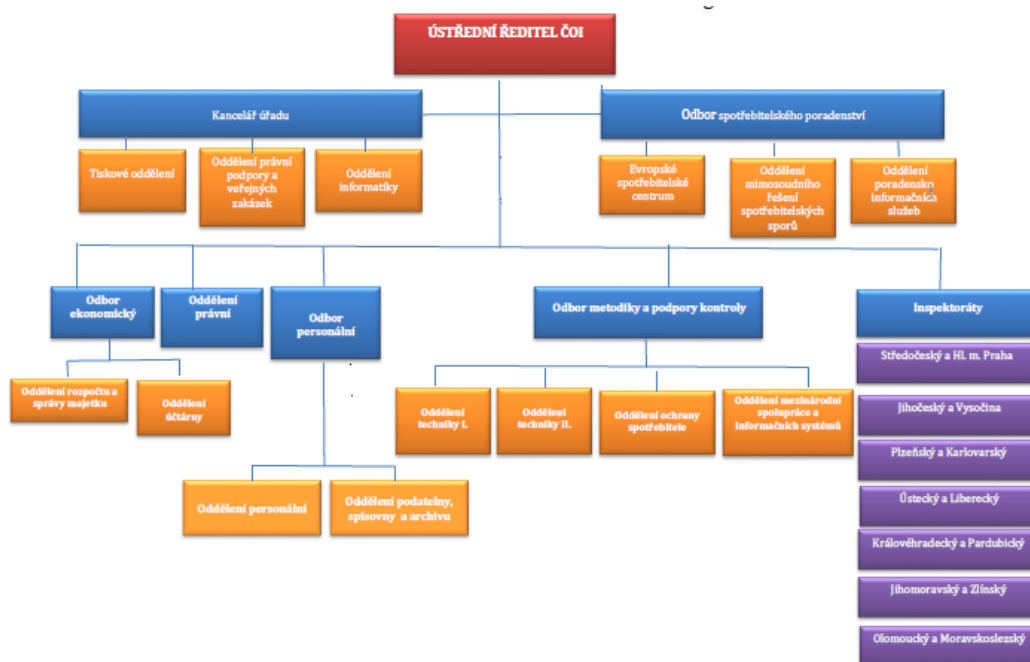 ÚSTŘEDNÍ ŘEDITEL ČOI
Kancelář úřadu
Odbor spotřebitelského poradenství
Tiskové oddělení
Oddělení právní
podpory a
veřejných
zakázek
Oddělení
informatiky
Evropské
spotřebitelské
centrum
Oddělení
mimosoudního
řešení
spotřebitelských
sporů
Oddělení
poradensko
informačních
služeb
Odbor
ekonomický
Oddělení
právní
Odbor
personální
Odbor metodiky a podpory kontroly
Inspektoráty
Oddělení rozpočtu a
správy majetku
Oddělení
účtárny
Oddělení
techniky I.
Oddělení
techniky II.
Oddělení ochrany
spotřebitele
Oddělení mezinárodní
spolupráce a
informačních systémů
Oddělení personální
Oddělení podatelny,
spisovny a archivu
Středočeský a Hl. m. Praha
Jihočeský a Vysočina
Plzeňský a Karlovarský
Ústecký a Liberecký
Královéhradecký a Pardubický
Jihomoravský a Zlínský
Olomoucký a Moravskoslezský